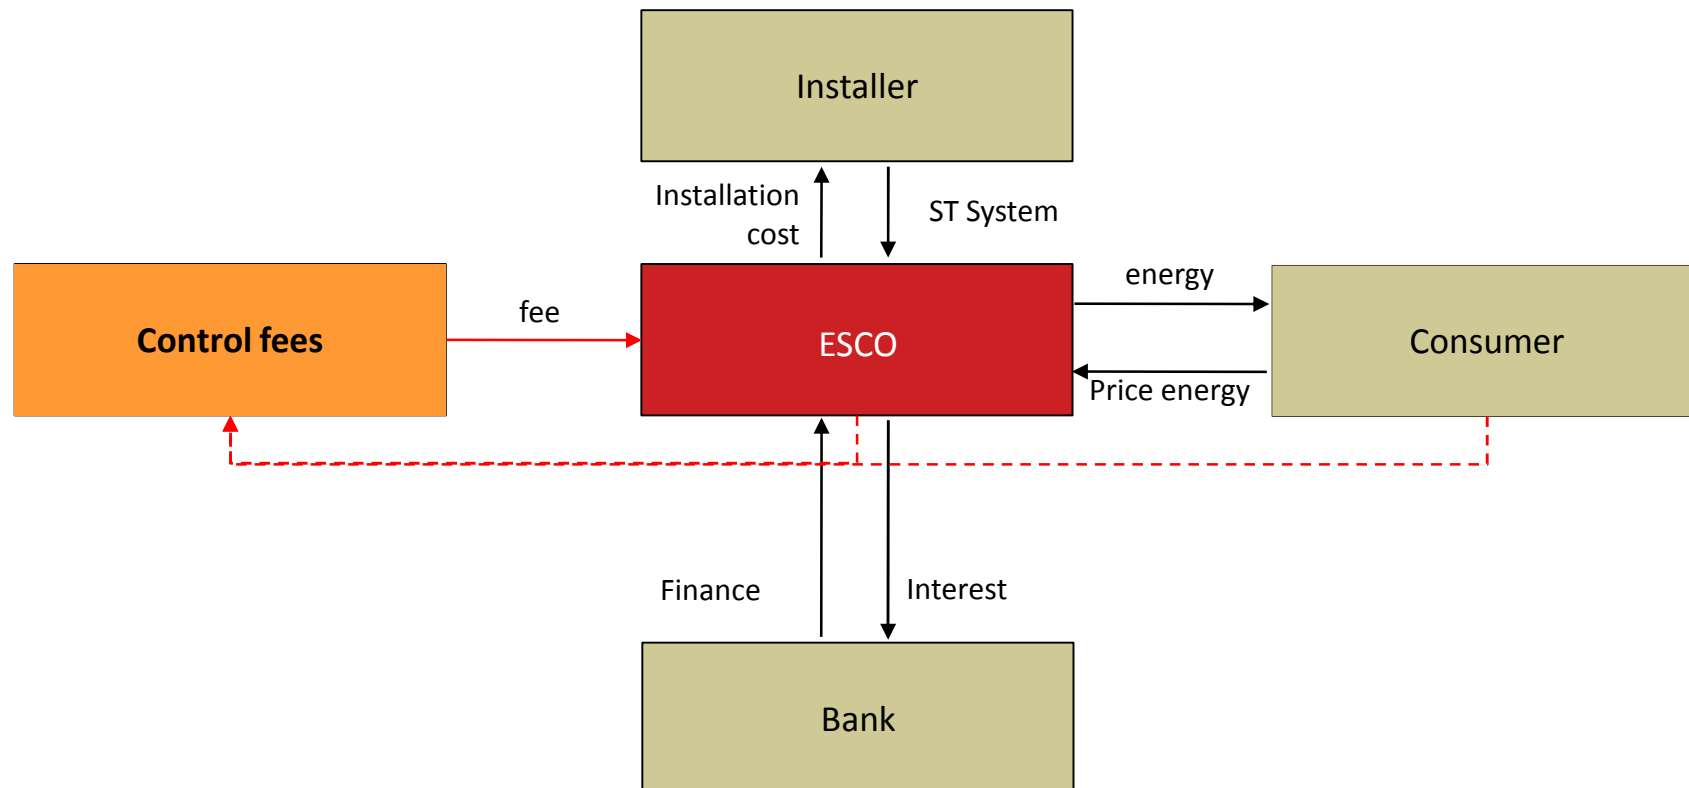 Installer
Installation
cost
ST System
Control fees
fee
ESCO
energy
Price energy
Consumer
Finance
Interest
Bank